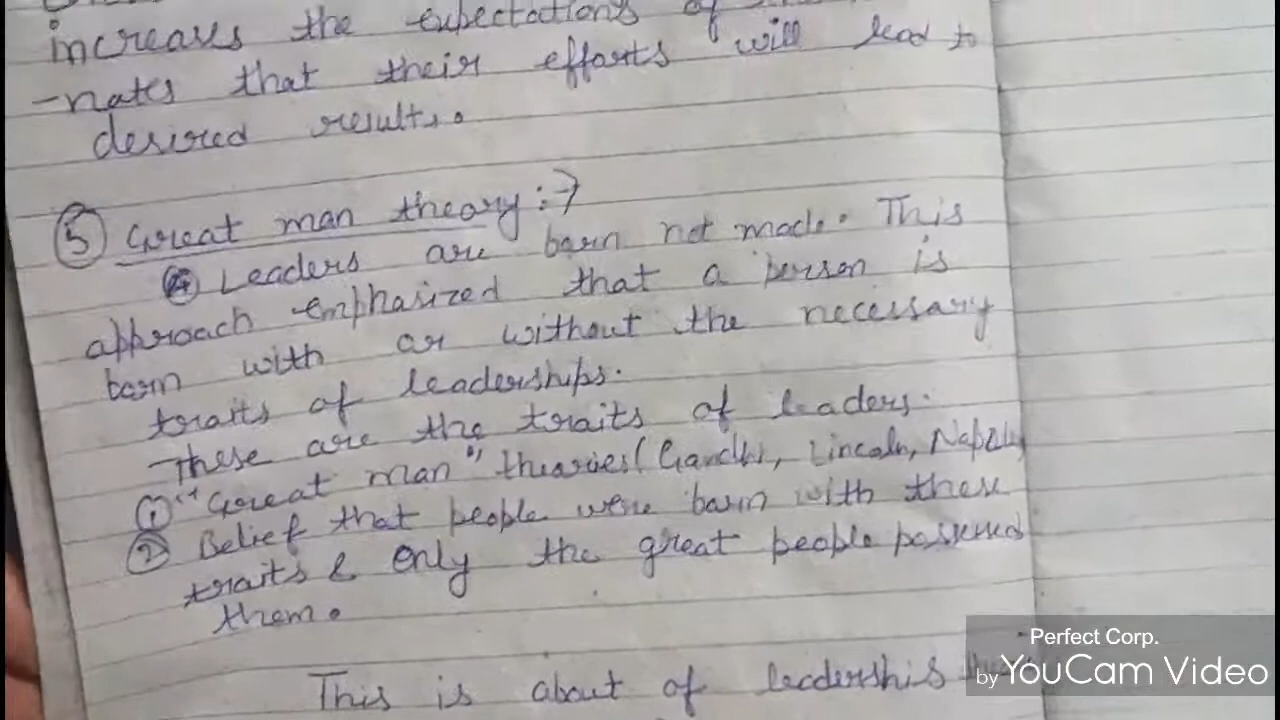 increases the expectations of
-nates that their efforts will lead to
desired results.
⑤ Great man theory :→
Leaders are born not made. This
approach emphasized that a person is
born with or without the necessary
traits of leaderships.
These are the traits of leaders.
① "Great man", theories (Gandhi, Lincoln,
② Belief that people were born with these
traits & only the great people possessed
them.
This is about of leadership
Perfect Corp.
by YouCam Video